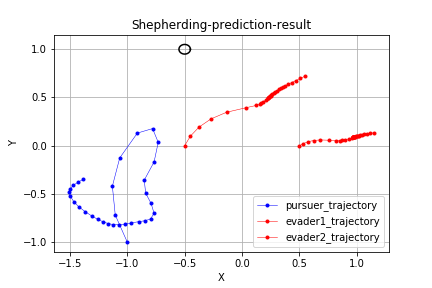 Shepherding-prediction-result
1.0
0.5
0.0
−0.5
−1.0
Y
−1.5
−1.0
−0.5
0.0
0.5
1.0
X
pursuer_trajectory
evader1_trajectory
evader2_trajectory